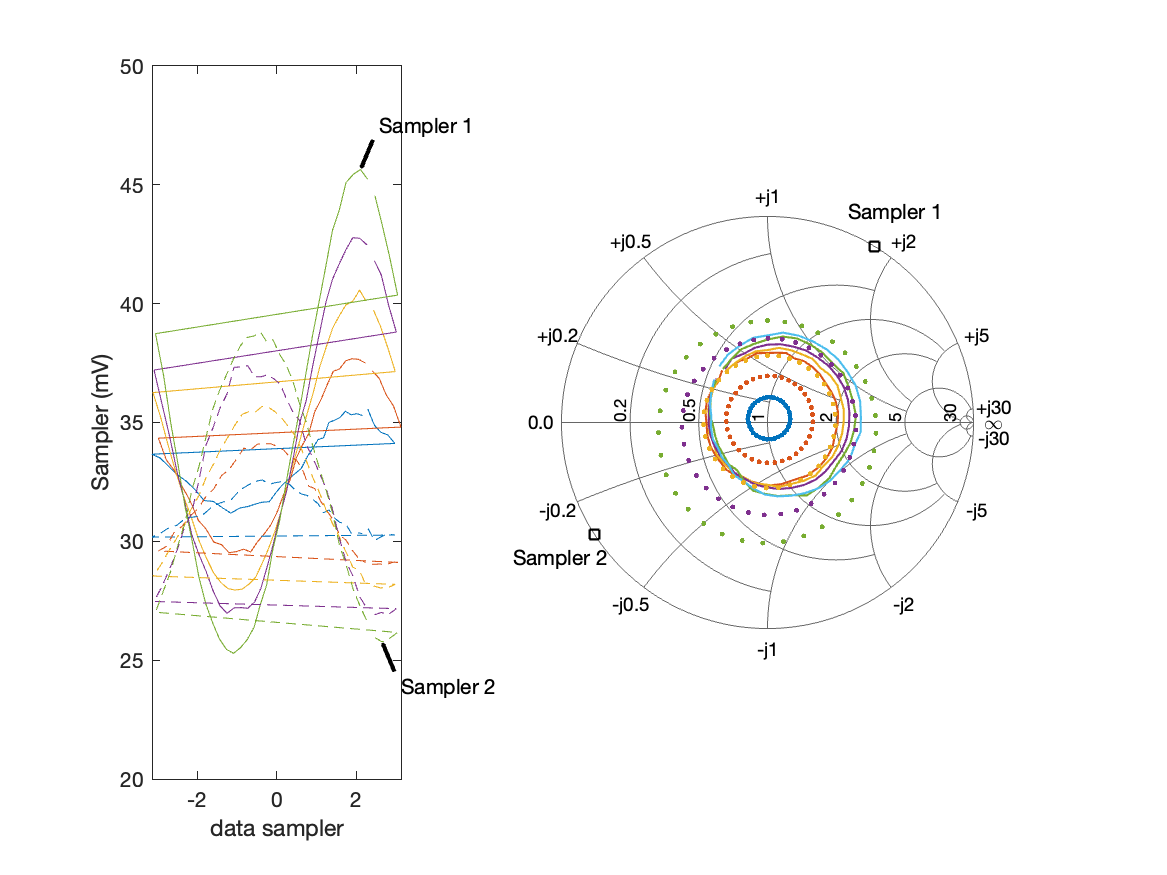 50
45
40
35
30
25
20
-2
0
2
data sampler
Sampler (mV)
Sampler 1
Sampler 2
+j1
Sampler 1
+j0.5
+j2
+j0.2
+j5
0.0
0.2
0.5
1
2
5
30
+j30
∞
-j30
-j0.2
-j5
Sampler 2
-j0.5
-j2
-j1